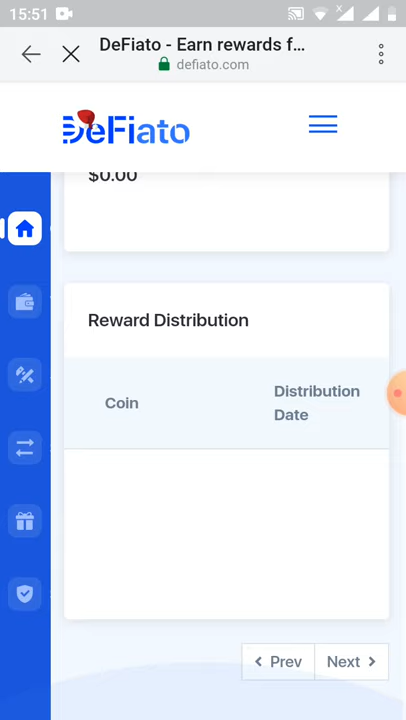 15:51
DeFiato - Earn rewards f...
defiato.com
DeFiato
$0.00
Reward Distribution
Coin
Distribution
Date
Prev
Next